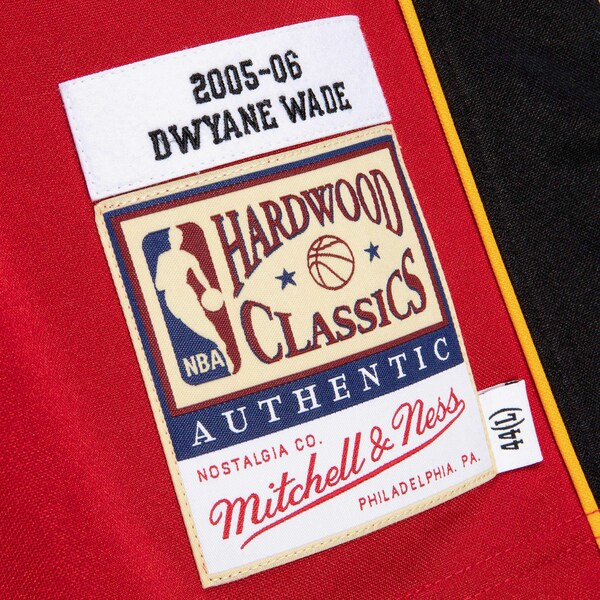 2005-06
DWYANE WADE
HARDWOOD
CLASSICS
NBA
AUTHENTIC
NOSTALGIA CO.
Mitchell & Ness
PHILADELPHIA, PA.
44(L)